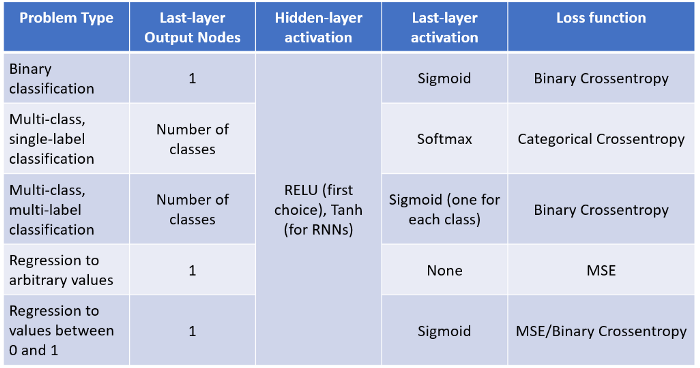 Problem Type
Last-layer
Output Nodes
Hidden-layer
activation
Last-layer
activation
Loss function
Binary
classification
1
Sigmoid
Binary Crossentropy
Multi-class,
single-label
classification
Number of
classes
Softmax
Categorical Crossentropy
Multi-class,
multi-label
classification
Number of
classes
RELU (first
choice), Tanh
(for RNNs)
Sigmoid (one for
each class)
Binary Crossentropy
Regression to
arbitrary values
1
None
MSE
Regression to
values between
0 and 1
1
Sigmoid
MSE/Binary Crossentropy